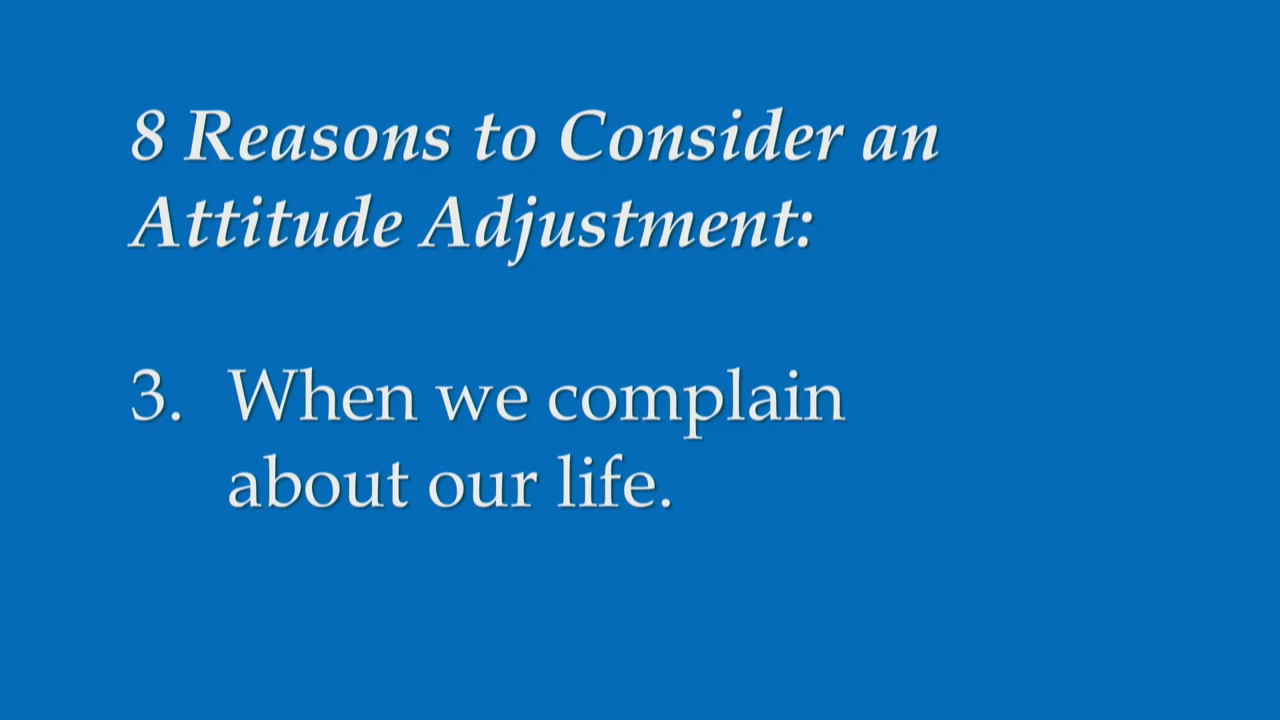 8 Reasons to Consider an
Attitude Adjustment:
3. When we complain
about our life.